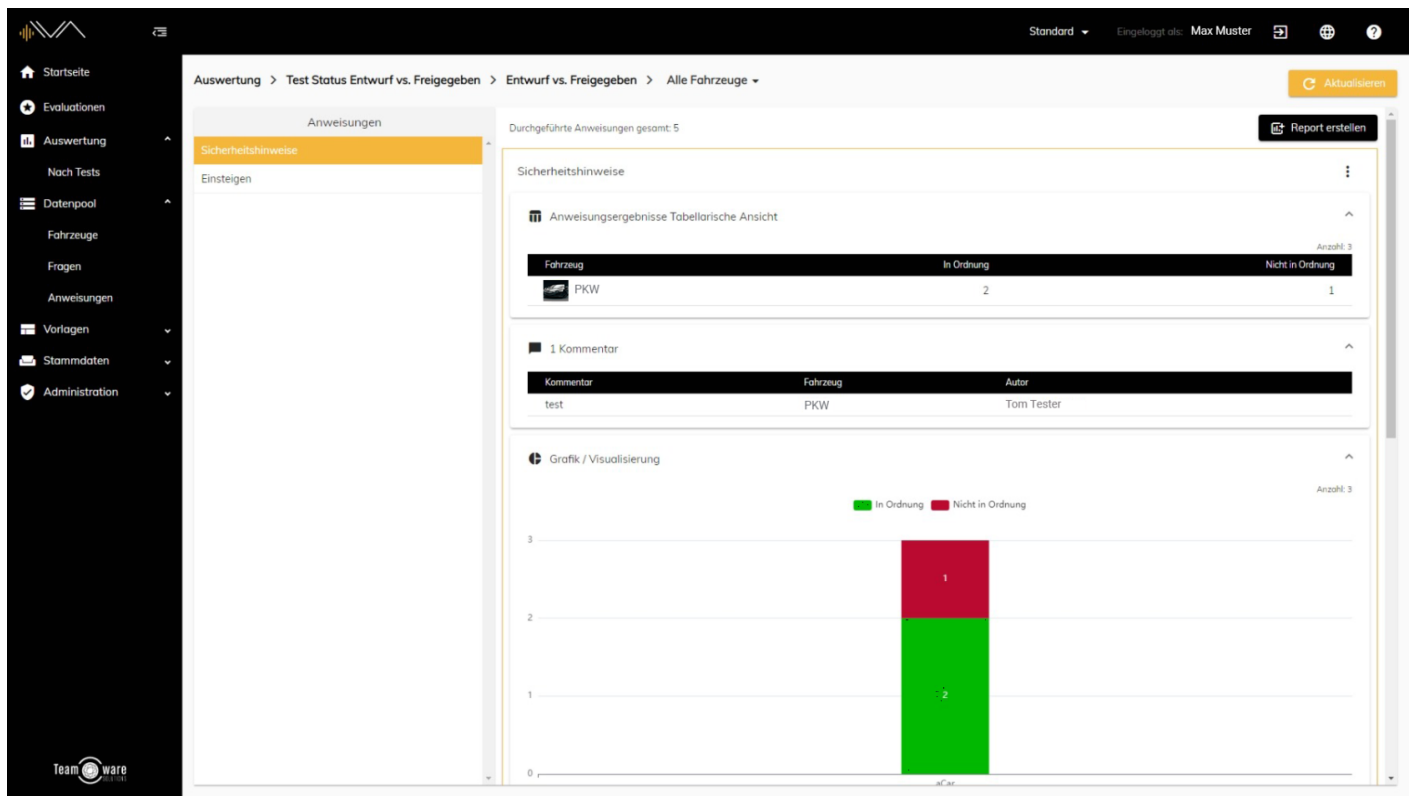 Standard
Eingeloggt als: Max Muster
Startseite
Evaluationen
Auswertung
Nach Tests
Datenpool
Fahrzeuge
Fragen
Anweisungen
Vorlagen
Stammdaten
Administration
Team ware
SOLUTIONS
Auswertung > Test Status Entwurf vs. Freigegeben > Entwurf vs. Freigegeben > Alle Fahrzeuge
Aktualisieren
Anweisungen
Sicherheitshinweise
Einsteigen
Durchgeführte Anweisungen gesamt: 5
Report erstellen
Sicherheitshinweise
Anweisungsergebnisse Tabellarische Ansicht
Anzahl: 3
Fahrzeug In Ordnung Nicht in Ordnung
PKW 2 1
1 Kommentar
Kommentar Fahrzeug Autor
test PKW Tom Tester
Grafik / Visualisierung
Anzahl: 3
In Ordnung Nicht in Ordnung
3
1
2
1
2
0